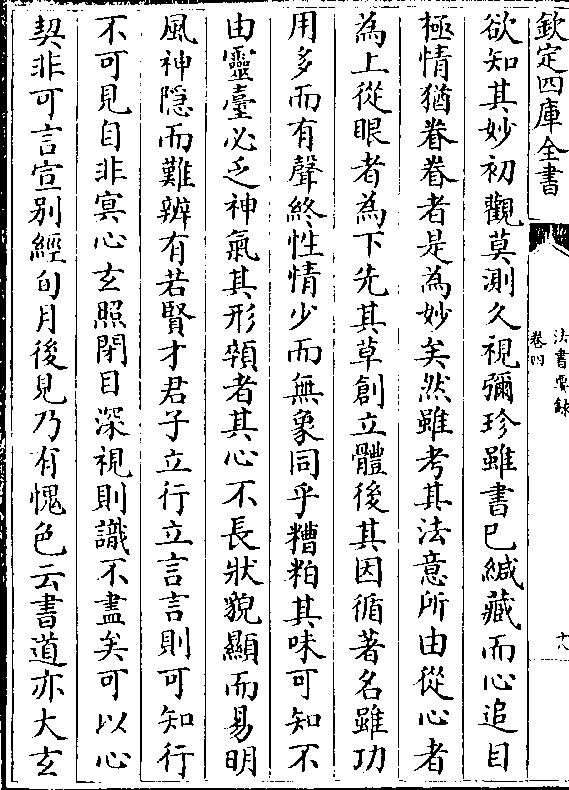 欽定四庫全書
法書要錄
卷四
十八
欲知其妙初觀莫測久視彌珍雖書已緘藏而心追目
極情猶眷眷者是為妙矣然雖考其法意所由從心者
為上從眼者為下先其草創立體後其因循著名雖功
用多而有聲終性情少而無象同乎糟粕其味可知不
由靈臺必乏神氣其形顇者其心不長狀貌顯而易明
風神隱而難辨有若賢才君子立行立言言則可知行
不可見自非冥心玄照閉目深視則識不盡矣可以心
契非可言宣别經旬月後見乃有愧色云書道亦大玄